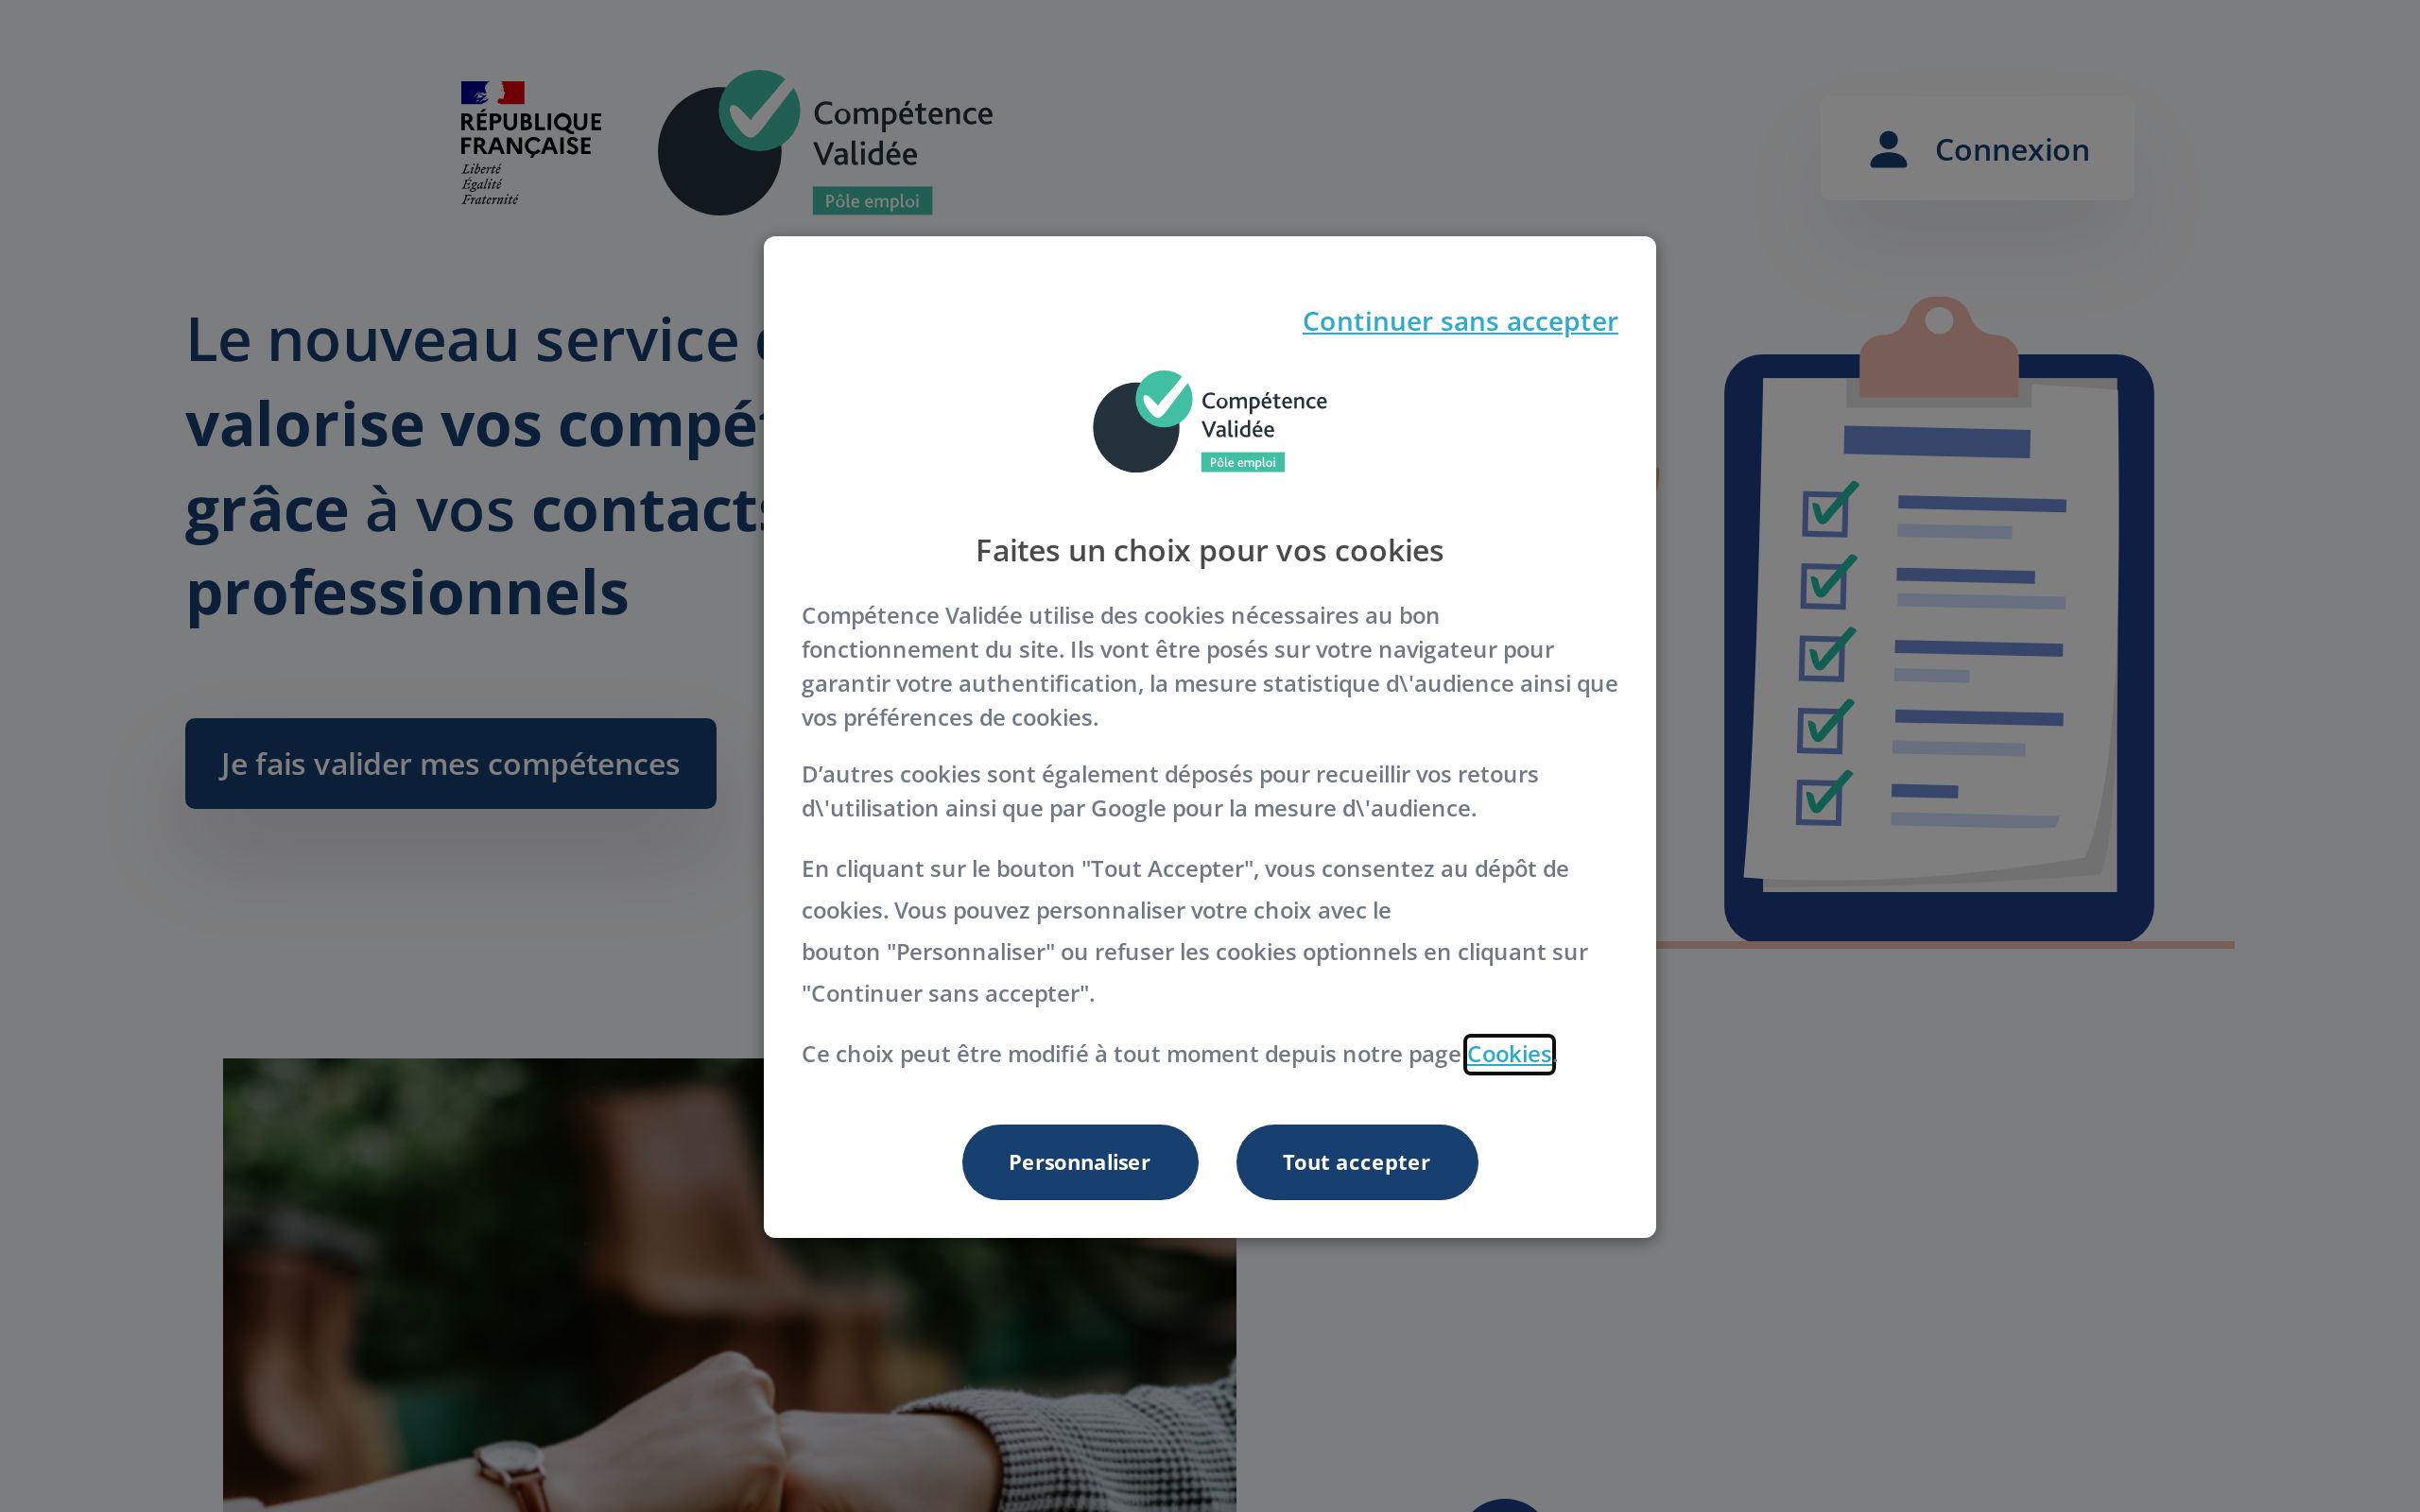 RÉPUBLIQUE
FRANÇAISE
Liberté
Égalité
Fraternité
Compétence
Validée
Pôle emploi
Connexion
Le nouveau service
valorise vos
grâce à vos
professionnels
Je fais valider mes compétences
Continuer sans accepter
Compétence
Validée
Pôle emploi
Faites un choix pour vos cookies
Compétence Validée utilise des cookies nécessaires au bon
fonctionnement du site. Ils vont être posés sur votre navigateur pour
garantir votre authentification, la mesure statistique d\'audience ainsi que
vos préférences de cookies.
D’autres cookies sont également déposés pour recueillir vos retours
d\'utilisation ainsi que par Google pour la mesure d\'audience.
En cliquant sur le bouton "Tout Accepter", vous consentez au dépôt de
cookies. Vous pouvez personnaliser votre choix avec le
bouton "Personnaliser" ou refuser les cookies optionnels en cliquant sur
"Continuer sans accepter".
Ce choix peut être modifié à tout moment depuis notre page Cookies.
Personnaliser
Tout accepter